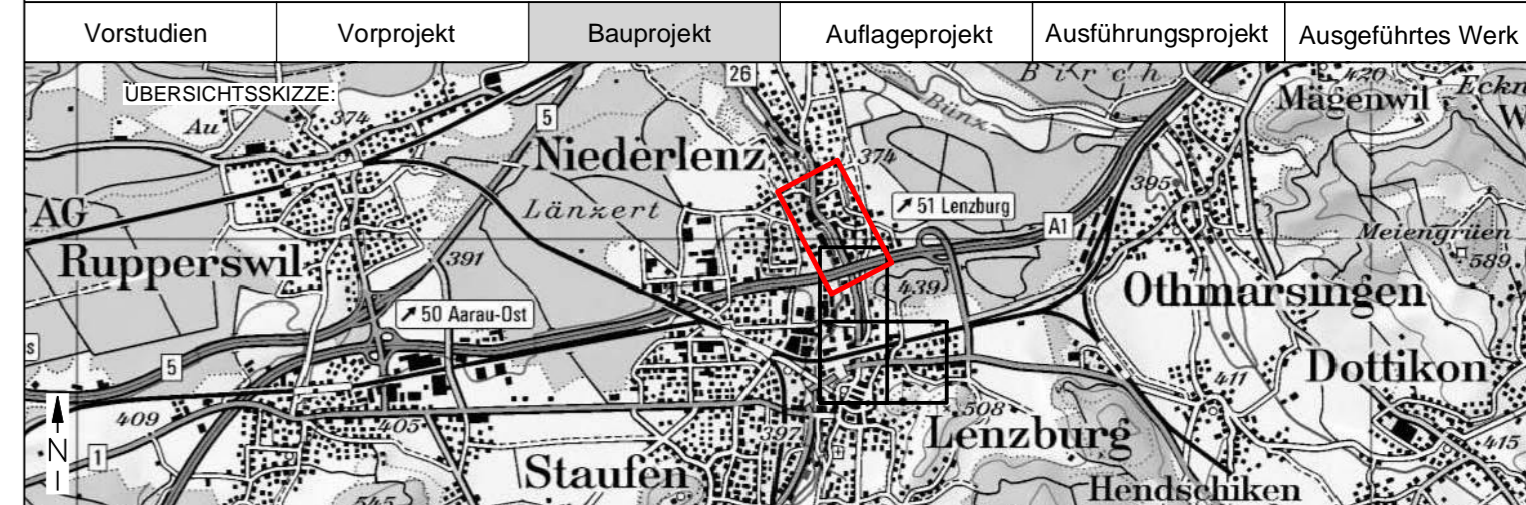 Vorstudien
Vorprojekt
Bauprojekt
Auflageprojekt
Ausführungsprojekt
Ausgeführtes Werk
ÜBERSICHTSSKIZZE:
26
Birch
420
Mägenwil
Au
374
5
Bünz
Niederlenz
374
AG
Länzert
51 Lenzburg
395
A1
Meiengrüen
Rupperswil
391
589
439
Othmarsingen
50 Aarau-Ost
s
5
Dottikon
411
409
405
508
415
N
1
397
Lenzburg
Staufen
545
Hendschiken